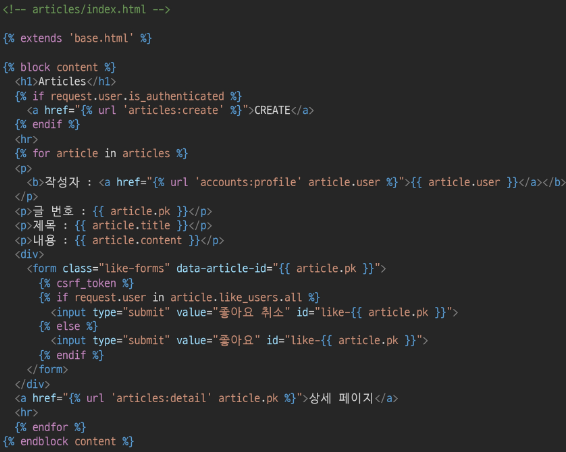 <!-- articles/index.html -->

{% extends 'base.html' %}

{% block content %}
  <h1>Articles</h1>
  {% if request.user.is_authenticated %}
    <a href="{% url 'articles:create' %}">CREATE</a>
  {% endif %}
  <hr>
  {% for article in articles %}
  <p>
    <b>작성자 : <a href="{% url 'accounts:profile' article.user %}">{{ article.user }}</a></b>
  </p>
  <p>글 번호 : {{ article.pk }}</p>
  <p>제목 : {{ article.title }}</p>
  <p>내용 : {{ article.content }}</p>
  <div>
    <form class="like-forms" data-article-id="{{ article.pk }}">
      {% csrf_token %}
      {% if request.user in article.like_users.all %}
        <input type="submit" value="좋아요 취소" id="like-{{ article.pk }}">
      {% else %}
        <input type="submit" value="좋아요" id="like-{{ article.pk }}">
      {% endif %}
    </form>
  </div>
  <a href="{% url 'articles:detail' article.pk %}">상세 페이지</a>
  <hr>
  {% endfor %}
{% endblock content %}